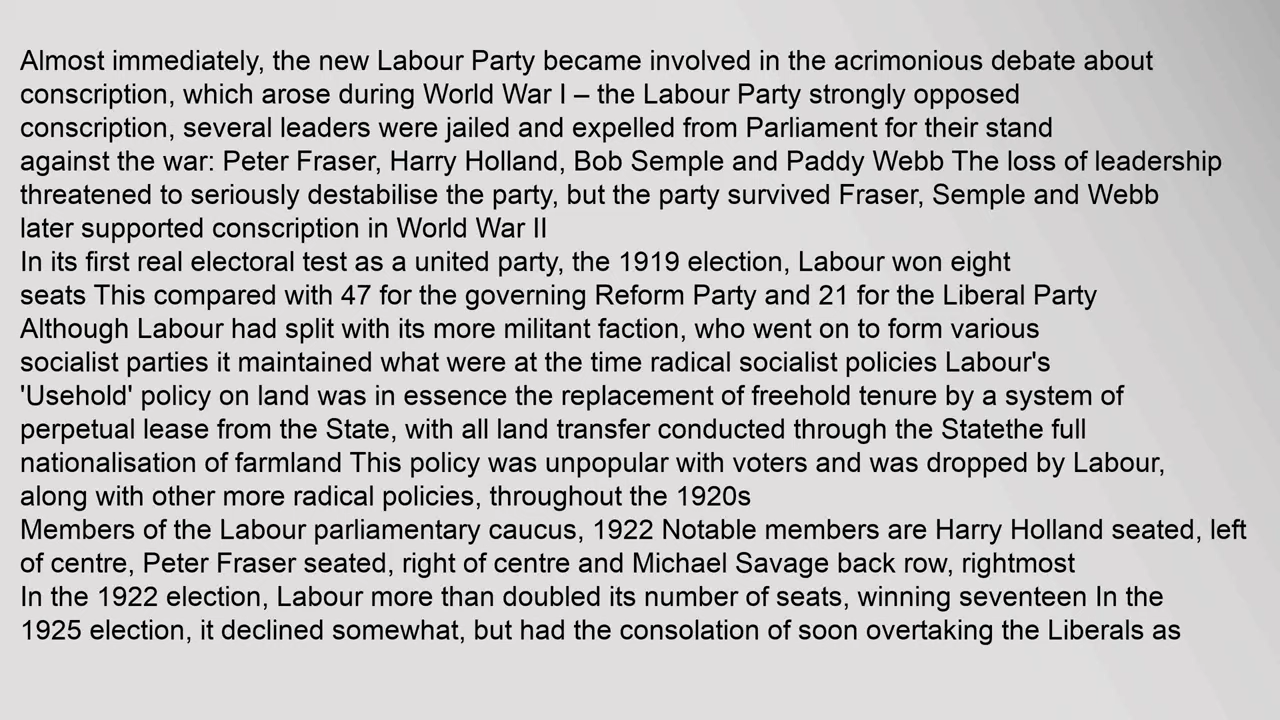 Almost immediately, the new Labour Party became involved in the acrimonious debate about
conscription, which arose during World War I – the Labour Party strongly opposed
conscription, several leaders were jailed and expelled from Parliament for their stand
against the war: Peter Fraser, Harry Holland, Bob Semple and Paddy Webb The loss of leadership
threatened to seriously destabilise the party, but the party survived Fraser, Semple and Webb
later supported conscription in World War II
In its first real electoral test as a united party, the 1919 election, Labour won eight
seats This compared with 47 for the governing Reform Party and 21 for the Liberal Party
Although Labour had split with its more militant faction, who went on to form various
socialist parties it maintained what were at the time radical socialist policies Labour's
'Usehold' policy on land was in essence the replacement of freehold tenure by a system of
perpetual lease from the State, with all land transfer conducted through the Statethe full
nationalisation of farmland This policy was unpopular with voters and was dropped by Labour,
along with other more radical policies, throughout the 1920s
Members of the Labour parliamentary caucus, 1922 Notable members are Harry Holland seated, left
of centre, Peter Fraser seated, right of centre and Michael Savage back row, rightmost
In the 1922 election, Labour more than doubled its number of seats, winning seventeen In the
1925 election, it declined somewhat, but had the consolation of soon overtaking the Liberals as